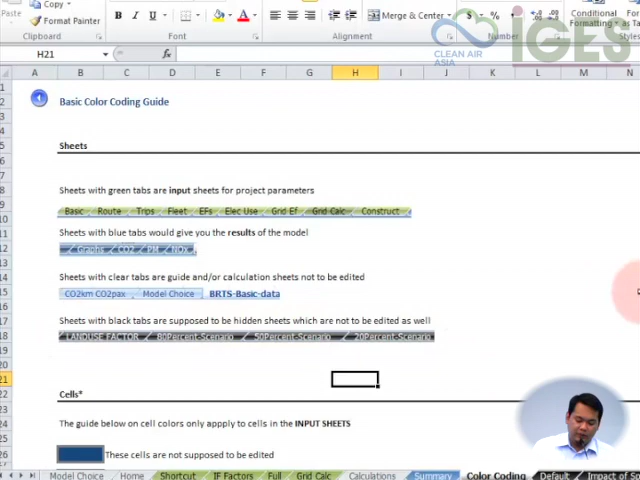 Copy
Format Painter
B I U
Merge & Center
$ % ,
Conditional
Formatting
Clipboard
Font
Alignment
Number
H21
fx
CLEAN AIR
ASIA
iGES
A B C D E F G H I J K L M N
Basic Color Coding Guide
Sheets
Sheets with green tabs are input sheets for project parameters
Basic Route Trips Fleet EFs Elec Use Grid Ef Grid Calc Construct
Sheets with blue tabs would give you the results of the model
Graphs CO2 PM NOx
Sheets with clear tabs are guide and/or calculation sheets not to be edited
CO2km CO2pax Model Choice BRTS-Basic-data
Sheets with black tabs are supposed to be hidden sheets which are not to be edited as well
LANDUSE FACTOR 80Percent-Scenario 50Percent-Scenario 20Percent-Scenario
Cells*
The guide below on cell colors only appply to cells in the INPUT SHEETS
These cells are not supposed to be edited
Model Choice Home Shortcut IF Factors Full Grid Calc Calculations Summary Color Coding Default Impact of S